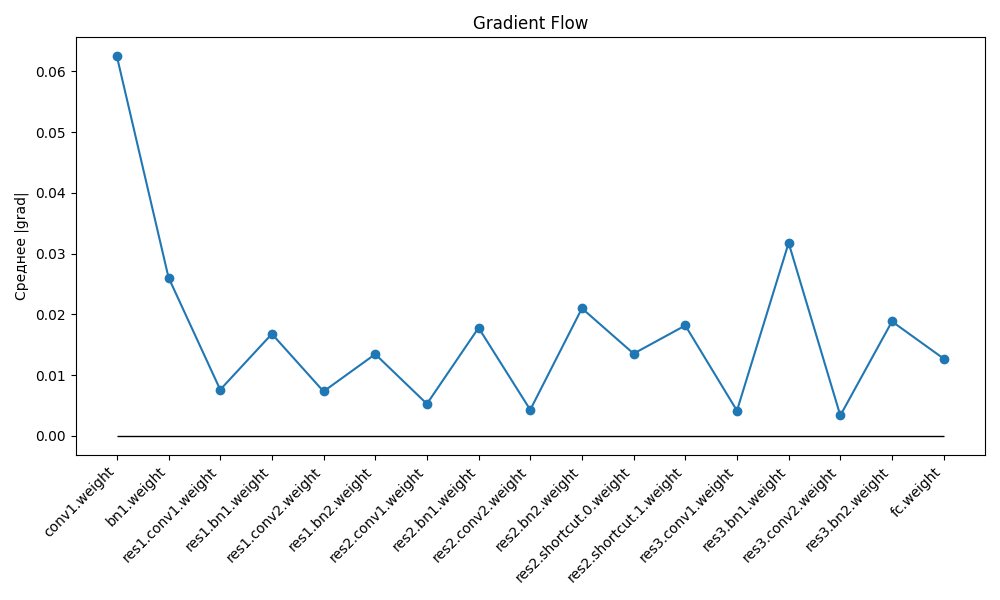 Gradient Flow
Среднее |grad|
0.06
0.05
0.04
0.03
0.02
0.01
0.00
conv1.weight
bn1.weight
res1.conv1.weight
res1.bn1.weight
res1.conv2.weight
res1.bn2.weight
res2.conv1.weight
res2.bn1.weight
res2.conv2.weight
res2.bn2.weight
res2.shortcut.0.weight
res2.shortcut.1.weight
res3.conv1.weight
res3.bn1.weight
res3.conv2.weight
res3.bn2.weight
fc.weight